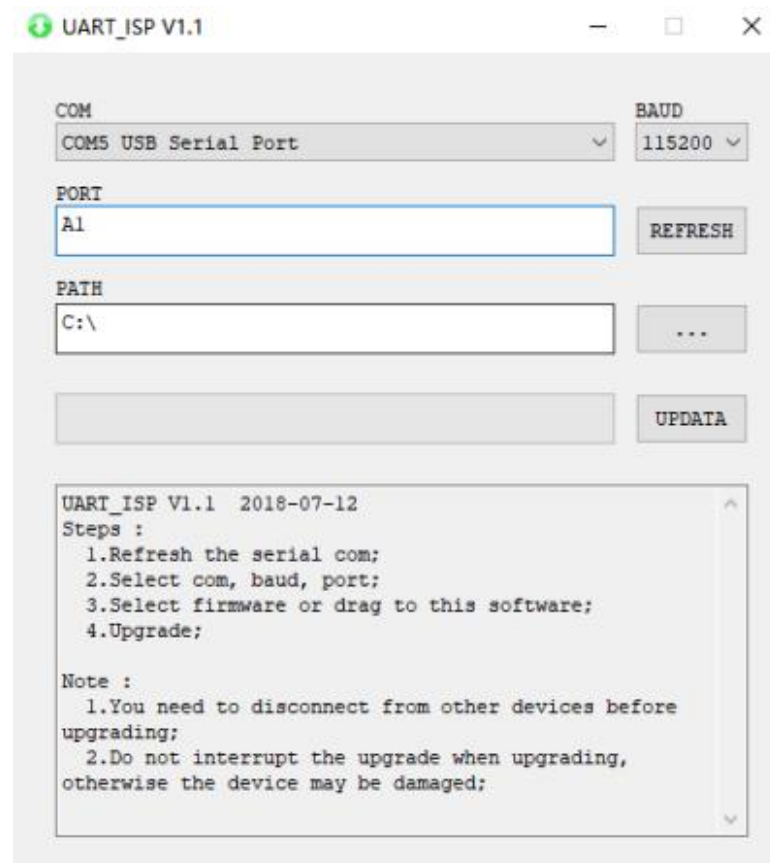 UART_ISP V1.1
COM BAUD
COM5 USB Serial Port 115200
PORT
A1 REFRESH
PATH
C:\ ...
UPDATA
UART_ISP V1.1  2018-07-12
Steps :
1.Refresh the serial com;
2.Select com, baud, port;
3.Select firmware or drag to this software;
4.Upgrade;
Note :
1.You need to disconnect from other devices before
upgrading;
2.Do not interrupt the upgrade when upgrading,
otherwise the device may be damaged;